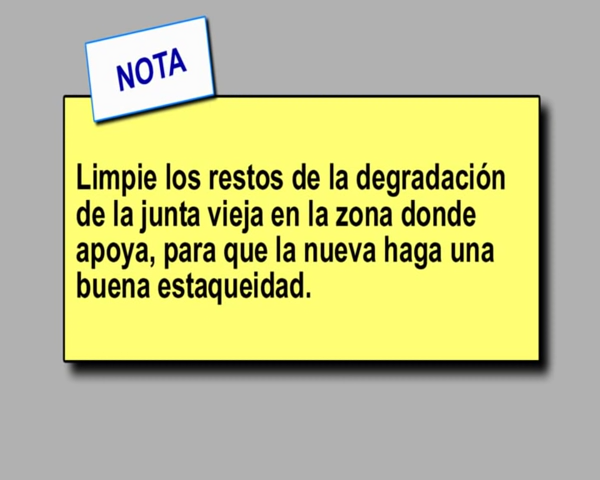 NOTA
Limpie los restos de la degradación
de la junta vieja en la zona donde
apoya, para que la nueva haga una
buena estaqueidad.